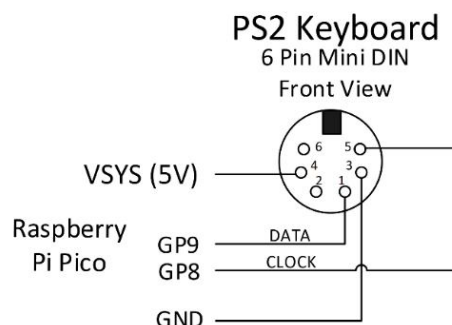 PS2 Keyboard
6 Pin Mini DIN
Front View
6 5
4 3
2 1
VSYS (5V)
Raspberry
Pi Pico
GP9 DATA
GP8 CLOCK
GND